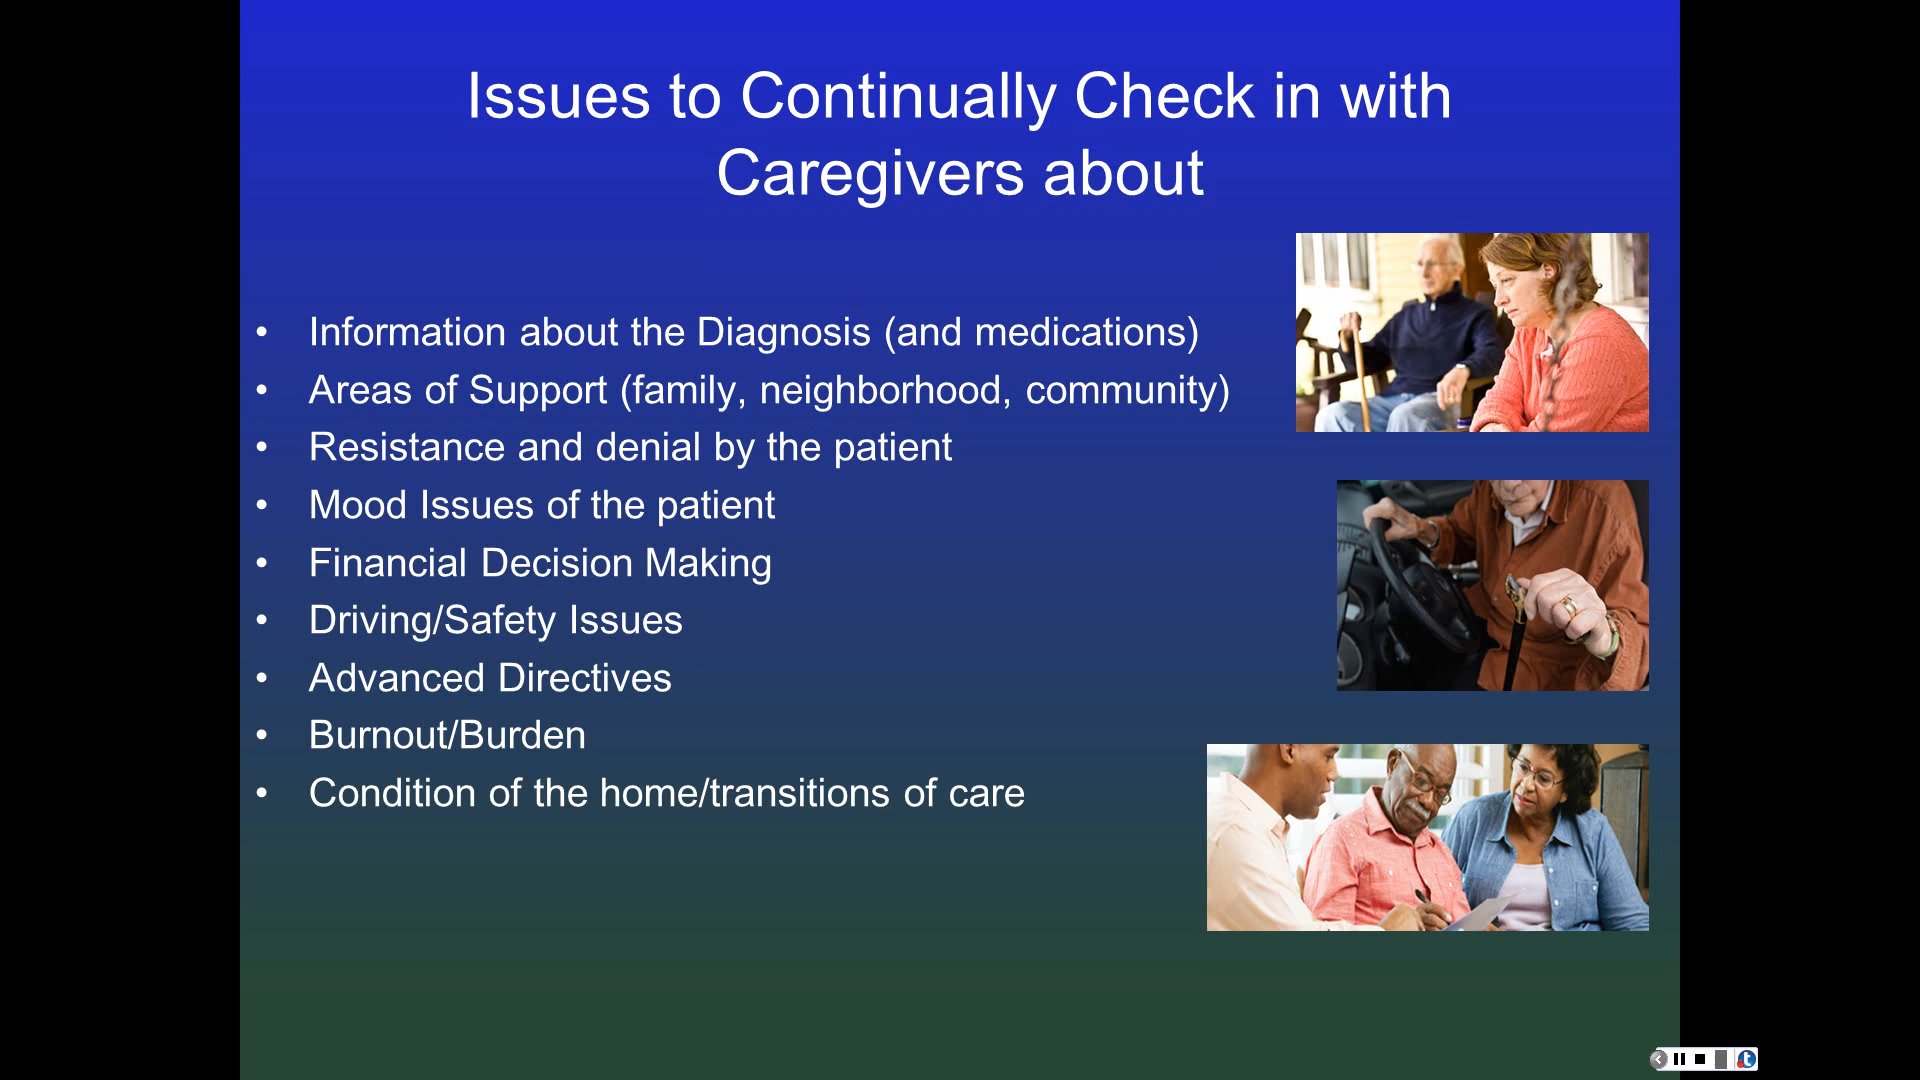 Issues to Continually Check in with
Caregivers about
• Information about the Diagnosis (and medications)
• Areas of Support (family, neighborhood, community)
• Resistance and denial by the patient
• Mood Issues of the patient
• Financial Decision Making
• Driving/Safety Issues
• Advanced Directives
• Burnout/Burden
• Condition of the home/transitions of care
t